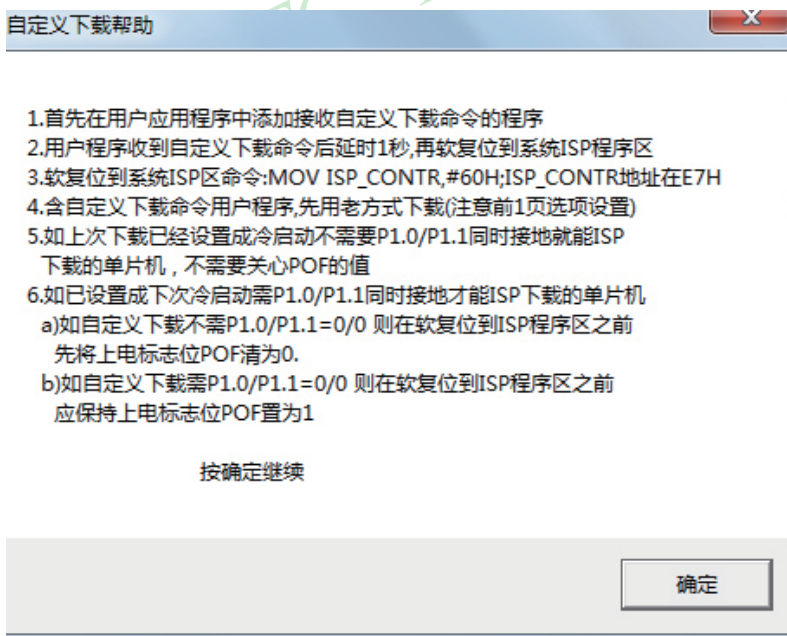 自定义下载帮助
1.首先在用户应用程序中添加接收自定义下载命令的程序
2.用户程序收到自定义下载命令后延时1秒,再软复位到系统ISP程序区
3.软复位到系统ISP区命令:MOV ISP_CONTR,#60H;ISP_CONTR地址在E7H
4.含自定义下载命令用户程序,先用老方式下载(注意前1页选项设置)
5.如上次下载已经设置成冷启动不需要P1.0/P1.1同时接地就能ISP
下载的单片机，不需要关心POF的值
6.如已设置成下次冷启动需P1.0/P1.1同时接地才能ISP下载的单片机
a)如自定义下载不需P1.0/P1.1=0/0 则在软复位到ISP程序区之前
先将上电标志位POF清为0.
b)如自定义下载需P1.0/P1.1=0/0 则在软复位到ISP程序区之前
应保持上电标志位POF置为1
按确定继续
确定